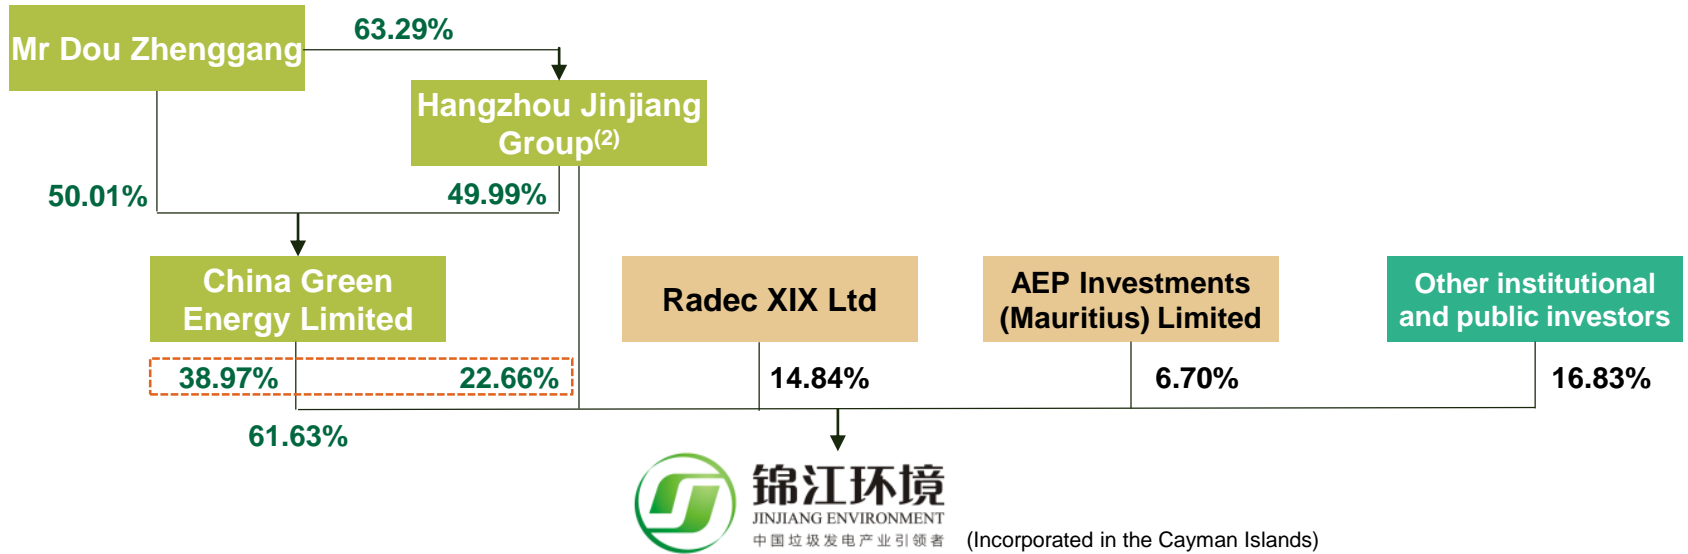 63.29%
Mr Dou Zhenggang
Hangzhou Jinjiang
Group(2)
50.01%
49.99%
China Green
Energy Limited
Radec XIX Ltd
AEP Investments
(Mauritius) Limited
Other institutional
and public investors
38.97%
22.66%
14.84%
6.70%
16.83%
61.63%
锦江环境
JINJIANG ENVIRONMENT
中国垃圾发电产业引领者
(Incorporated in the Cayman Islands)